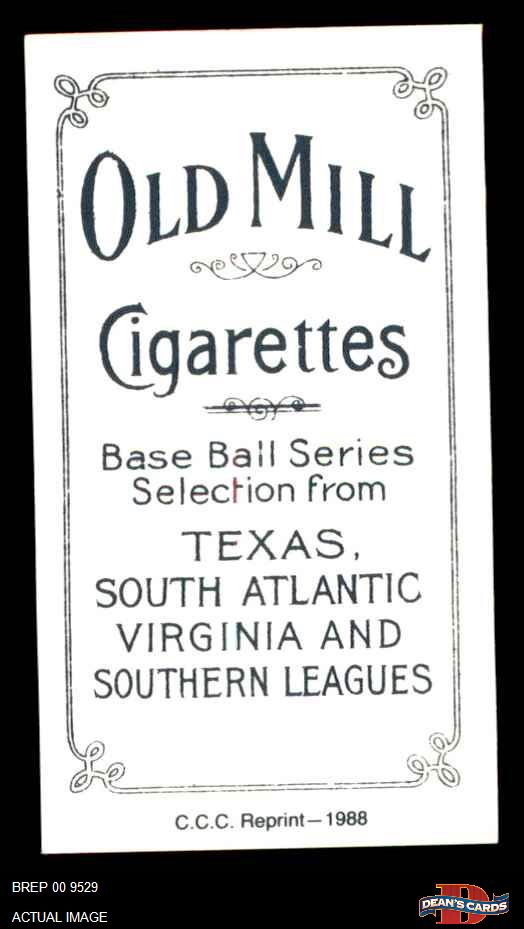 OLD MILL
Cigarettes
Base Ball Series
Selection from
TEXAS,
SOUTH ATLANTIC
VIRGINIA AND
SOUTHERN LEAGUES
C.C.C. Reprint—1988
BREP 00 9529
ACTUAL IMAGE
D
DEAN'S CARDS